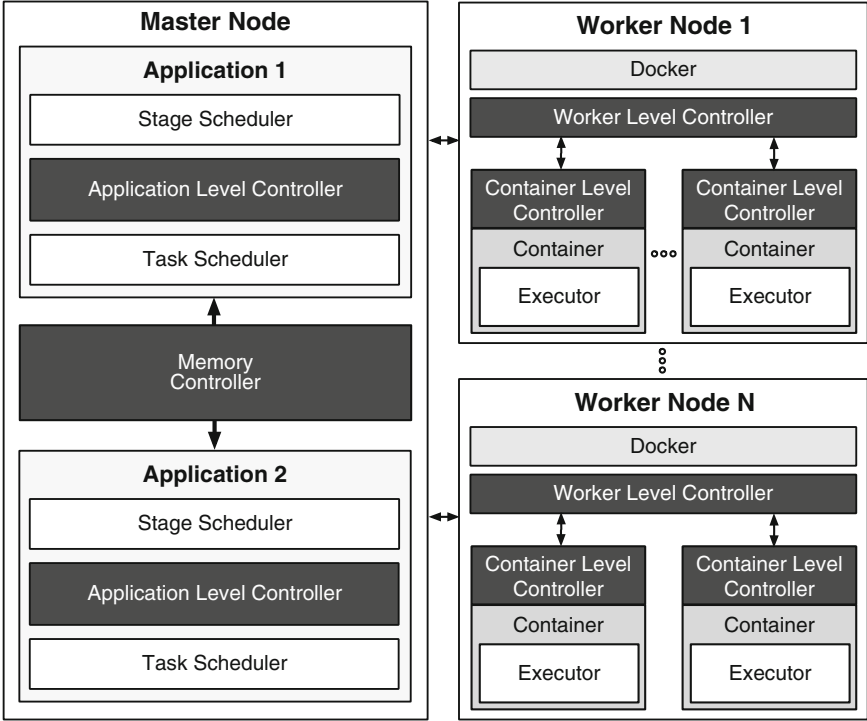 Master Node
Application 1
Stage Scheduler
Application Level Controller
Task Scheduler
Memory
Controller
Application 2
Stage Scheduler
Application Level Controller
Task Scheduler
Worker Node 1
Docker
Worker Level Controller
Container Level
Controller
Container
Executor
Container Level
Controller
Container
Executor
Worker Node N
Docker
Worker Level Controller
Container Level
Controller
Container
Executor
Container Level
Controller
Container
Executor